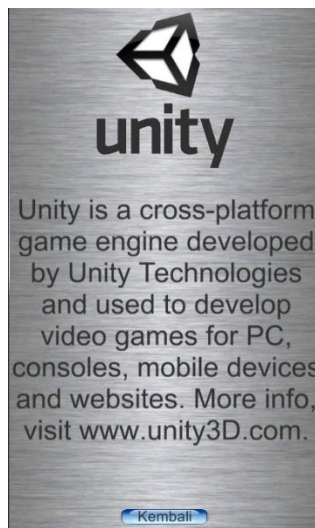 unity
Unity is a cross-platform
game engine developed
by Unity Technologies
and used to develop
video games for PC,
consoles, mobile devices
and websites. More info,
visit www.unity3D.com.
Kembali